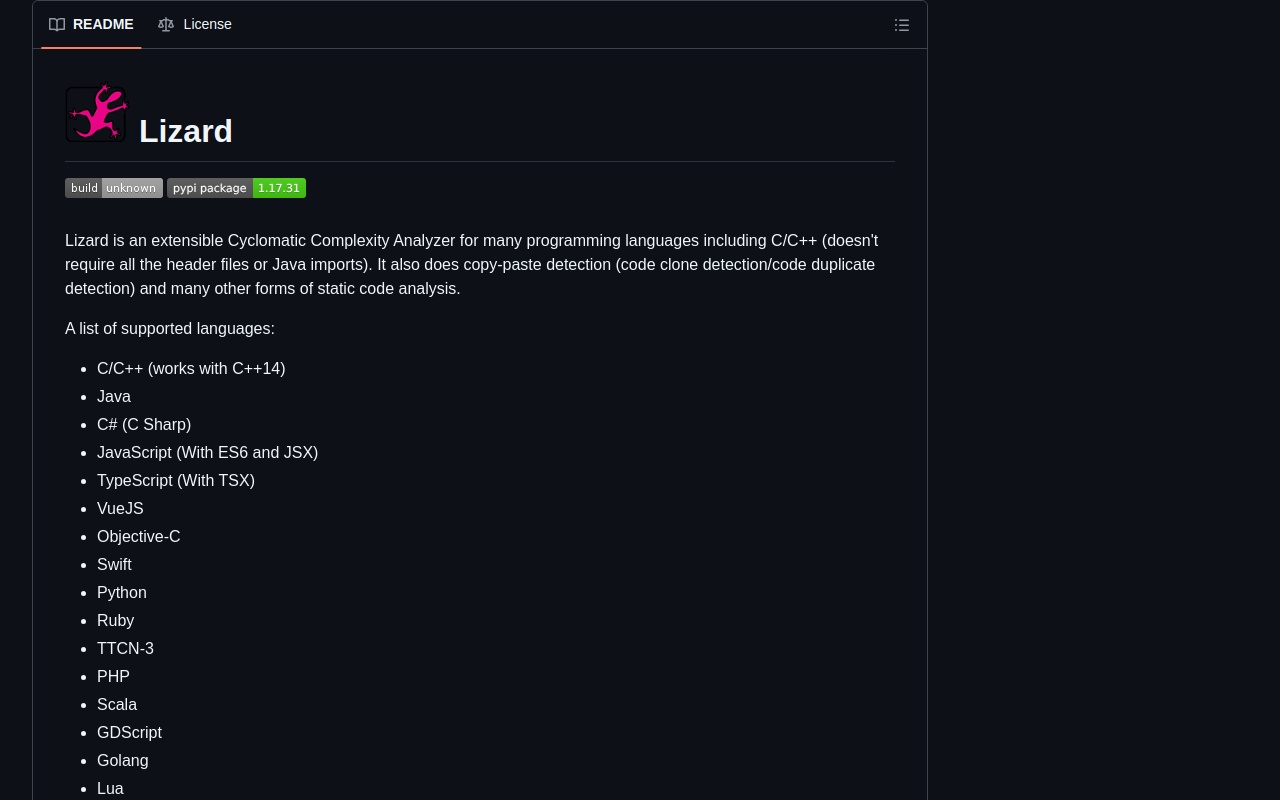 README License
Lizard
build unknown pypi package 1.17.31
Lizard is an extensible Cyclomatic Complexity Analyzer for many programming languages including C/C++ (doesn't
require all the header files or Java imports). It also does copy-paste detection (code clone detection/code duplicate
detection) and many other forms of static code analysis.
A list of supported languages:
C/C++ (works with C++14)
Java
C# (C Sharp)
JavaScript (With ES6 and JSX)
TypeScript (With TSX)
VueJS
Objective-C
Swift
Python
Ruby
TTCN-3
PHP
Scala
GDScript
Golang
Lua